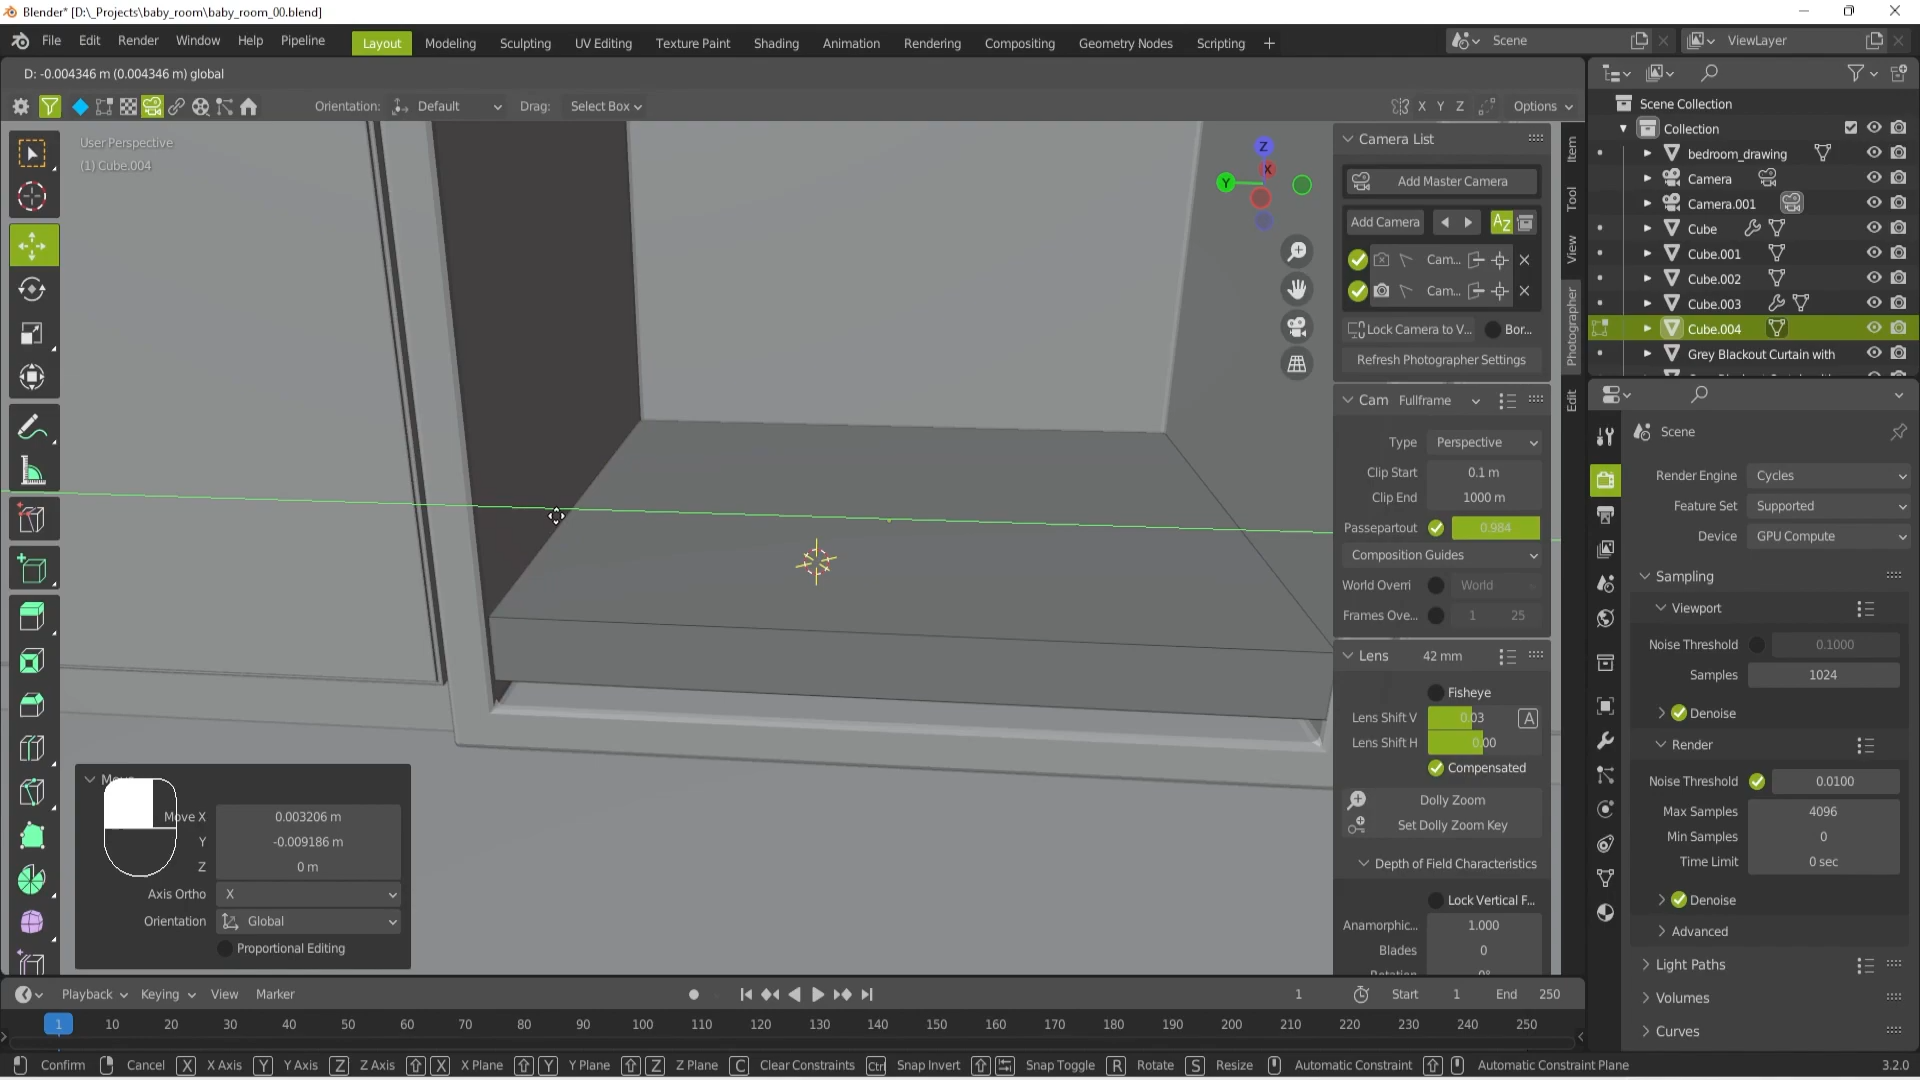 Blender* [D:\_Projects\baby_room\baby_room_00.blend]
File Edit Render Window Help Pipeline Layout Modeling Sculpting UV Editing Texture Paint Shading Animation Rendering Compositing Geometry Nodes Scripting + Scene ViewLayer
D: -0.004346 m (0.004346 m) global
Orientation: Default Drag: Select Box X Y Z Options
User Perspective
(1) Cube.004
Z
X
Y
Item
Tool
View
Photographer
Edit
Camera List
Add Master Camera
Add Camera AZ
Cam...
Cam...
Lock Camera to V... Bor...
Refresh Photographer Settings
Cam Fullframe
Type Perspective
Clip Start 0.1 m
Clip End 1000 m
Passepartout 0.984
Composition Guides
World Overri World
Frames Ove... 1 25
Lens 42 mm
Fisheye
Lens Shift V 0.03 A
Lens Shift H 0.00
Compensated
Dolly Zoom
Set Dolly Zoom Key
Depth of Field Characteristics
Lock Vertical F...
Anamorphic... 1.000
Blades 0
Scene Collection
Collection
bedroom_drawing
Camera
Camera.001
Cube
Cube.001
Cube.002
Cube.003
Cube.004
Grey Blackout Curtain with
Scene
Render Engine Cycles
Feature Set Supported
Device GPU Compute
Sampling
Viewport
Noise Threshold 0.1000
Samples 1024
Denoise
Render
Noise Threshold 0.0100
Max Samples 4096
Min Samples 0
Time Limit 0 sec
Denoise
Advanced
Light Paths
Volumes
Curves
Move X 0.003206 m
Y -0.009186 m
Z 0 m
Axis Ortho X
Orientation Global
Proportional Editing
Playback Keying View Marker 1 Start 1 End 250
1 10 20 30 40 50 60 70 80 90 100 110 120 130 140 150 160 170 180 190 200 210 220 230 240 250
Confirm Cancel X X Axis Y Y Axis Z Z Axis X X Plane Y Y Plane Z Z Plane C Clear Constraints Ctrl Snap Invert Snap Toggle R Rotate S Resize Automatic Constraint Automatic Constraint Plane 3.2.0